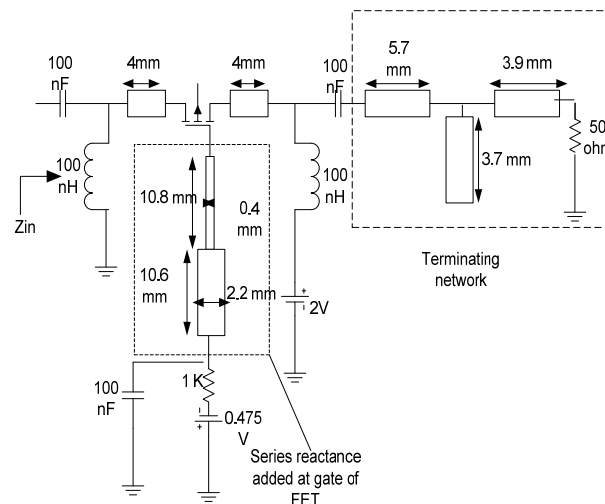 100
nF
4mm
4mm
100
nF
5.7
mm
3.9mm
50
ohm
3.7 mm
100
nH
100
nH
Zin
10.8 mm
0.4
mm
10.6
mm
2.2 mm
Terminating
network
2V
+
-
100
nF
1 K
-
+
0.475
V
Series reactance
added at gate of
FET